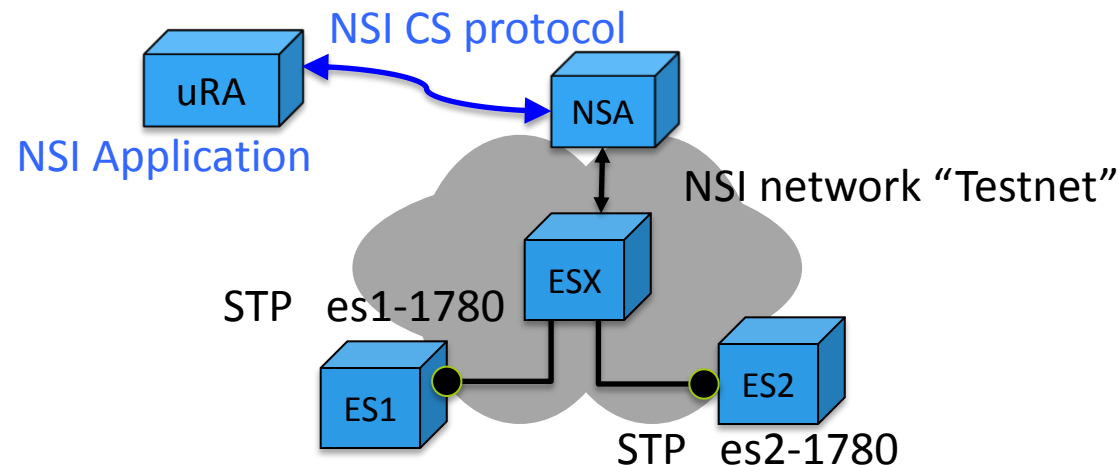 NSI CS protocol
uRA
NSA
NSI Application
NSI network “Testnet”
ESX
STP es1-1780
ES1
ES2
STP es2-1780